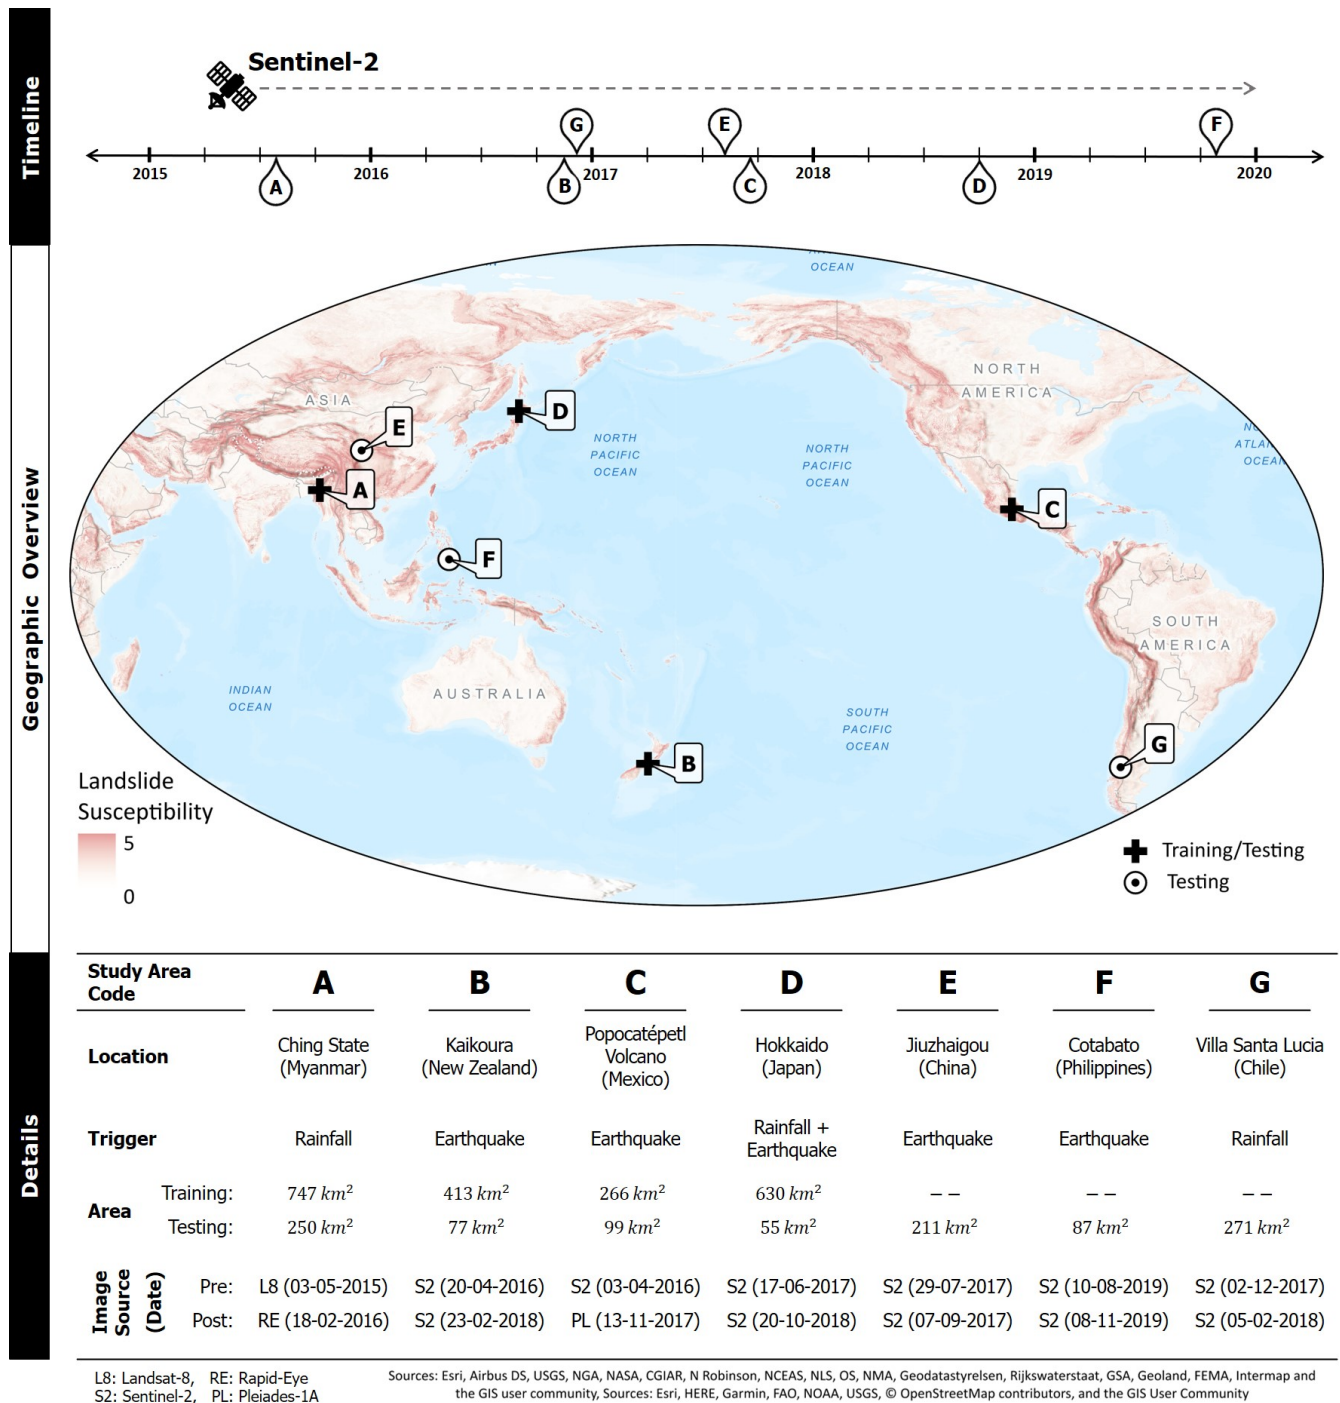 Timeline
Sentinel-2
G E F
2015 2016 2017 2018 2019 2020
A B C D
Geographic Overview
OCEAN
NORTH
AMERICA
ASIA
D
E
NORTH
PACIFIC
OCEAN
NORTH
PACIFIC
OCEAN
OCEAN
A
C
F
SOUTH
AMERICA
AUSTRALIA
INDIAN
OCEAN
SOUTH
PACIFIC
OCEAN
G
B
Landslide
Susceptibility
5
0
Training/Testing
Testing
Details
Study Area
Code
A B C D E F G
Location
Ching State
(Myanmar)
Kaikoura
(New Zealand)
Popocatépetl
Volcano
(Mexico)
Hokkaido
(Japan)
Jiuzhaigou
(China)
Cotabato
(Philippines)
Villa Santa Lucia
(Chile)
Trigger
Rainfall
Earthquake
Earthquake
Rainfall +
Earthquake
Earthquake
Earthquake
Rainfall
Area
Training: 747 km² 413 km² 266 km² 630 km² – – – – – –
Testing: 250 km² 77 km² 99 km² 55 km² 211 km² 87 km² 271 km²
Image
Source
(Date)
Pre: L8 (03-05-2015) S2 (20-04-2016) S2 (03-04-2016) S2 (17-06-2017) S2 (29-07-2017) S2 (10-08-2019) S2 (02-12-2017)
Post: RE (18-02-2016) S2 (23-02-2018) PL (13-11-2017) S2 (20-10-2018) S2 (07-09-2017) S2 (08-11-2019) S2 (05-02-2018)
L8: Landsat-8, RE: Rapid-Eye
S2: Sentinel-2, PL: Pleiades-1A
Sources: Esri, Airbus DS, USGS, NGA, NASA, CGIAR, N Robinson, NCEAS, NLS, OS, NMA, Geodatastyrelsen, Rijkswaterstaat, GSA, Geoland, FEMA, Intermap and
the GIS user community, Sources: Esri, HERE, Garmin, FAO, NOAA, USGS, © OpenStreetMap contributors, and the GIS User Community